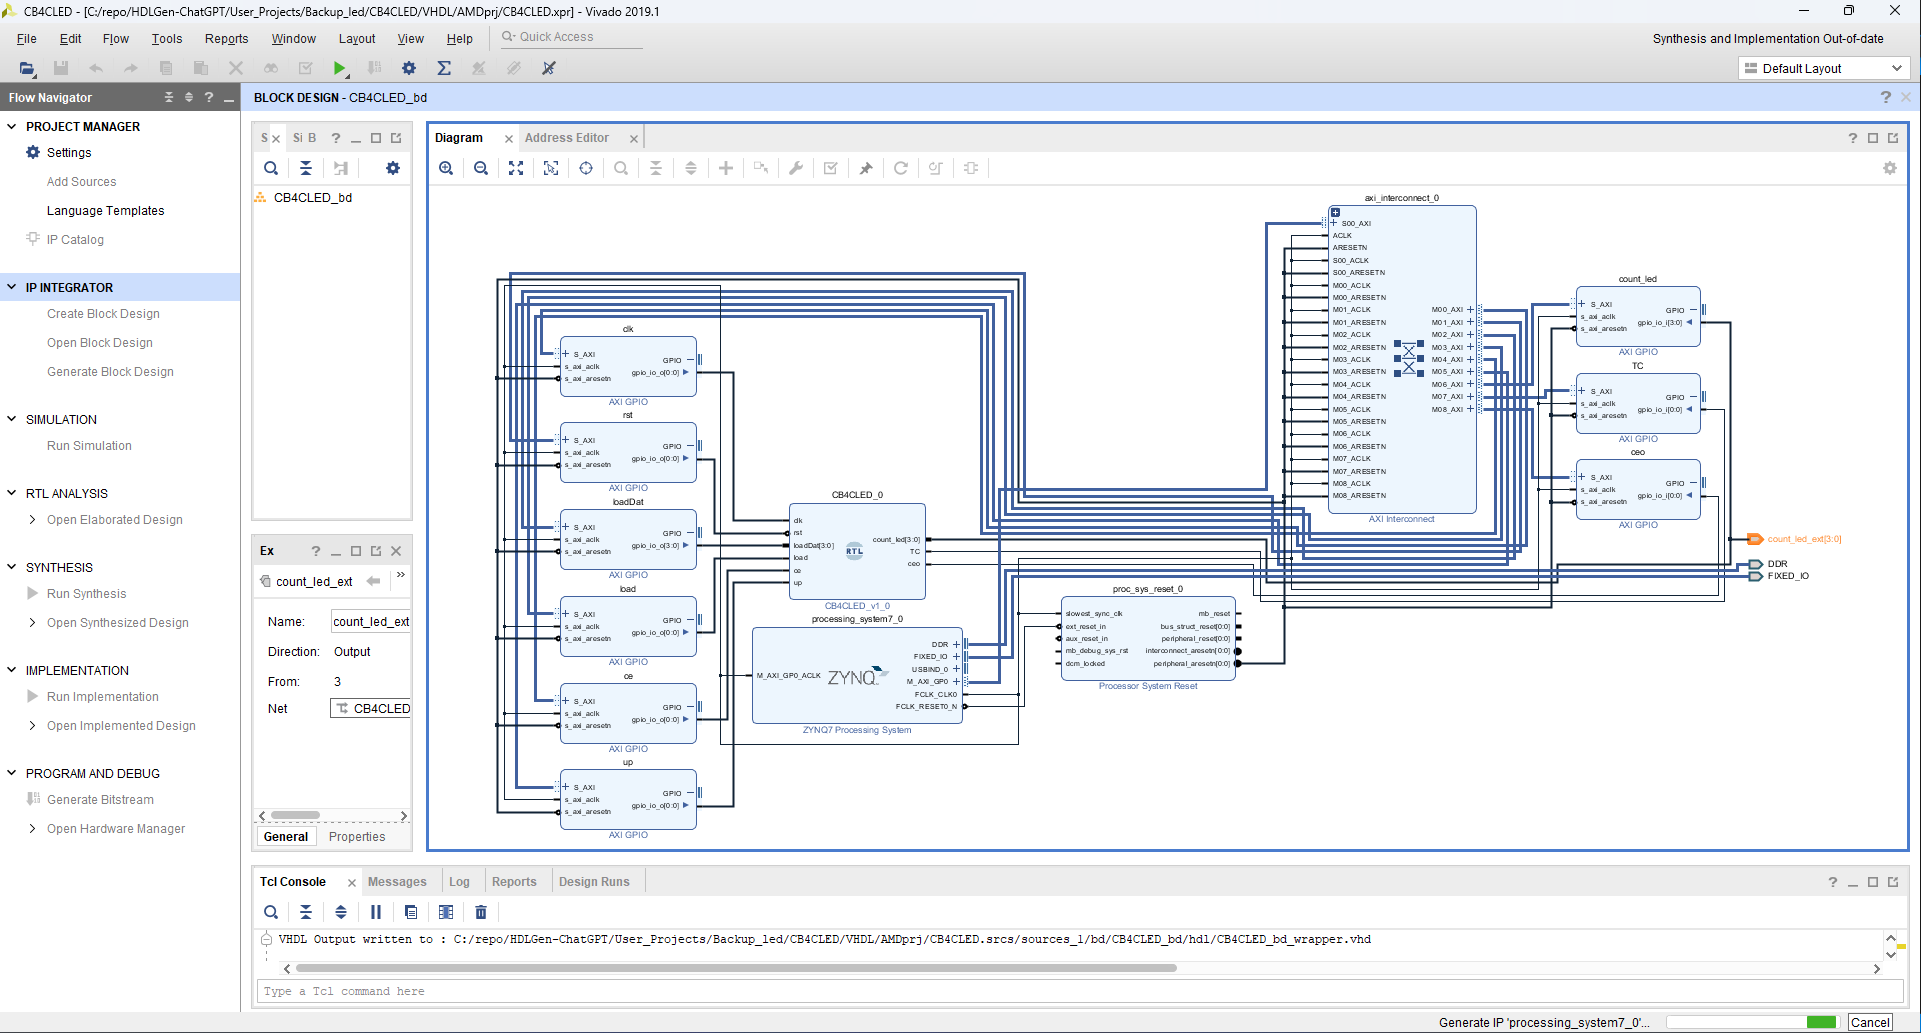 CB4CLED - [C:/repo/HDLGen-ChatGPT/User_Projects/Backup_led/CB4CLED/VHDL/AMDprj/CB4CLED.xpr] - Vivado 2019.1
File Edit Flow Tools Reports Window Layout View Help Quick Access
Synthesis and Implementation Out-of-date
Default Layout
Flow Navigator
PROJECT MANAGER
Settings
Add Sources
Language Templates
IP Catalog
IP INTEGRATOR
Create Block Design
Open Block Design
Generate Block Design
SIMULATION
Run Simulation
RTL ANALYSIS
Open Elaborated Design
SYNTHESIS
Run Synthesis
Open Synthesized Design
IMPLEMENTATION
Run Implementation
Open Implemented Design
PROGRAM AND DEBUG
Generate Bitstream
Open Hardware Manager
BLOCK DESIGN - CB4CLED_bd
S Si B
CB4CLED_bd
Ex
count_led_ext
Name: count_led_ext
Direction: Output
From: 3
Net CB4CLED
General Properties
Diagram Address Editor
clk
S_AXI
s_axi_aclk
s_axi_aresetn
GPIO
gpio_io_o[0:0]
AXI GPIO
rst
S_AXI
s_axi_aclk
s_axi_aresetn
GPIO
gpio_io_o[0:0]
AXI GPIO
loadDat
S_AXI
s_axi_aclk
s_axi_aresetn
GPIO
gpio_io_o[3:0]
AXI GPIO
load
S_AXI
s_axi_aclk
s_axi_aresetn
GPIO
gpio_io_o[0:0]
AXI GPIO
ce
S_AXI
s_axi_aclk
s_axi_aresetn
GPIO
gpio_io_o[0:0]
AXI GPIO
up
S_AXI
s_axi_aclk
s_axi_aresetn
GPIO
gpio_io_o[0:0]
AXI GPIO
CB4CLED_0
clk
rst
loadDat[3:0]
load
ce
up
RTL
count_led[3:0]
TC
ceo
CB4CLED_v1_0
processing_system7_0
M_AXI_GP0_ACLK
ZYNQ
DDR
FIXED_IO
USBIND_0
M_AXI_GP0
FCLK_CLK0
FCLK_RESET0_N
ZYNQ7 Processing System
proc_sys_reset_0
slowest_sync_clk
ext_reset_in
aux_reset_in
mb_debug_sys_rst
dcm_locked
mb_reset
bus_struct_reset[0:0]
peripheral_reset[0:0]
interconnect_aresetn[0:0]
peripheral_aresetn[0:0]
Processor System Reset
axi_interconnect_0
S00_AXI
ACLK
ARESETN
S00_ACLK
S00_ARESETN
M00_ACLK
M00_ARESETN
M01_ACLK
M01_ARESETN
M02_ACLK
M02_ARESETN
M03_ACLK
M03_ARESETN
M04_ACLK
M04_ARESETN
M05_ACLK
M05_ARESETN
M06_ACLK
M06_ARESETN
M07_ACLK
M07_ARESETN
M08_ACLK
M08_ARESETN
M00_AXI
M01_AXI
M02_AXI
M03_AXI
M04_AXI
M05_AXI
M06_AXI
M07_AXI
M08_AXI
AXI Interconnect
count_led
S_AXI
s_axi_aclk
s_axi_aresetn
GPIO
gpio_io_i[3:0]
AXI GPIO
TC
S_AXI
s_axi_aclk
s_axi_aresetn
GPIO
gpio_io_i[0:0]
AXI GPIO
ceo
S_AXI
s_axi_aclk
s_axi_aresetn
GPIO
gpio_io_i[0:0]
AXI GPIO
count_led_ext[3:0]
DDR
FIXED_IO
Tcl Console Messages Log Reports Design Runs
VHDL Output written to : C:/repo/HDLGen-ChatGPT/User_Projects/Backup_led/CB4CLED/VHDL/AMDprj/CB4CLED.srcs/sources_1/bd/CB4CLED_bd/hdl/CB4CLED_bd_wrapper.vhd
Type a Tcl command here
Generate IP 'processing_system7_0'... Cancel